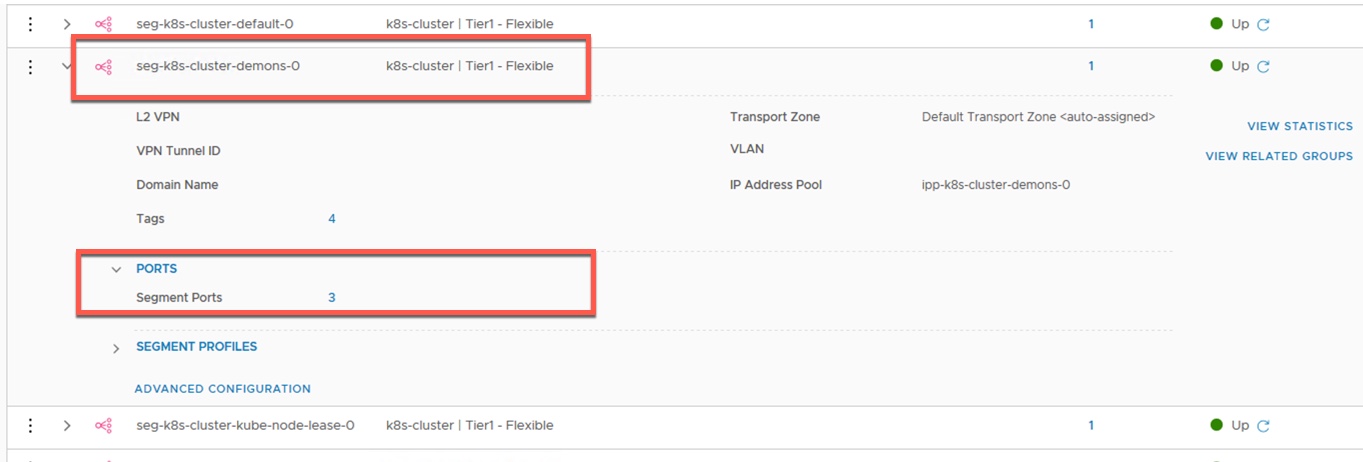 seg-k8s-cluster-default-0 k8s-cluster | Tier1 - Flexible 1 Up
seg-k8s-cluster-demons-0 k8s-cluster | Tier1 - Flexible 1 Up
L2 VPN Transport Zone Default Transport Zone <auto-assigned>
VIEW STATISTICS
VPN Tunnel ID VLAN
VIEW RELATED GROUPS
Domain Name IP Address Pool ipp-k8s-cluster-demons-0
Tags 4
PORTS
Segment Ports 3
SEGMENT PROFILES
ADVANCED CONFIGURATION
seg-k8s-cluster-kube-node-lease-0 k8s-cluster | Tier1 - Flexible 1 Up